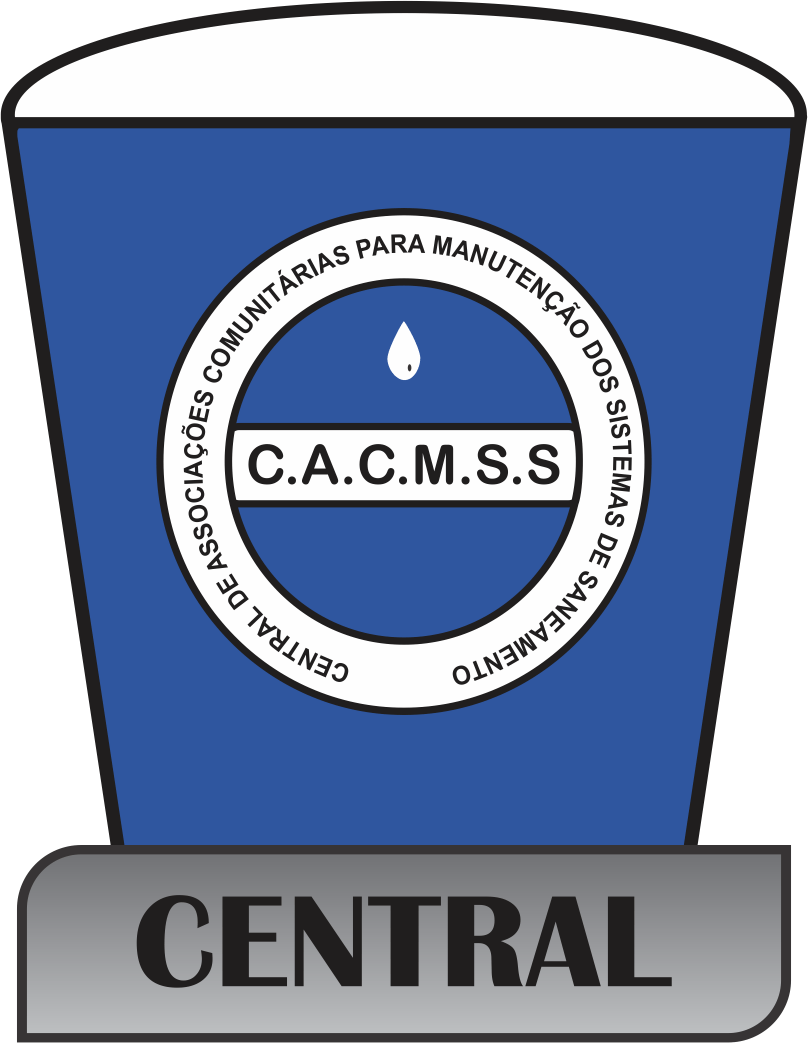 CENTRAL DE ASSOCIAÇÕES COMUNITÁRIAS PARA MANUTENÇÃO DOS SISTEMAS DE SANEAMENTO
C.A.C.M.S.S
CENTRAL